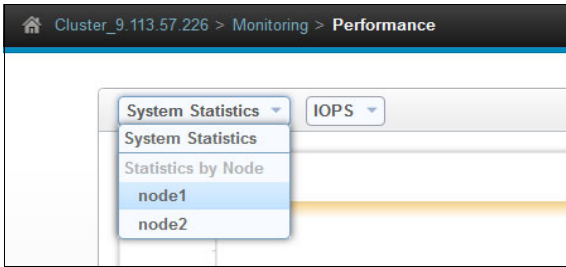 Cluster_9.113.57.226 > Monitoring > Performance
System Statistics IOPS
System Statistics
Statistics by Node
node1
node2